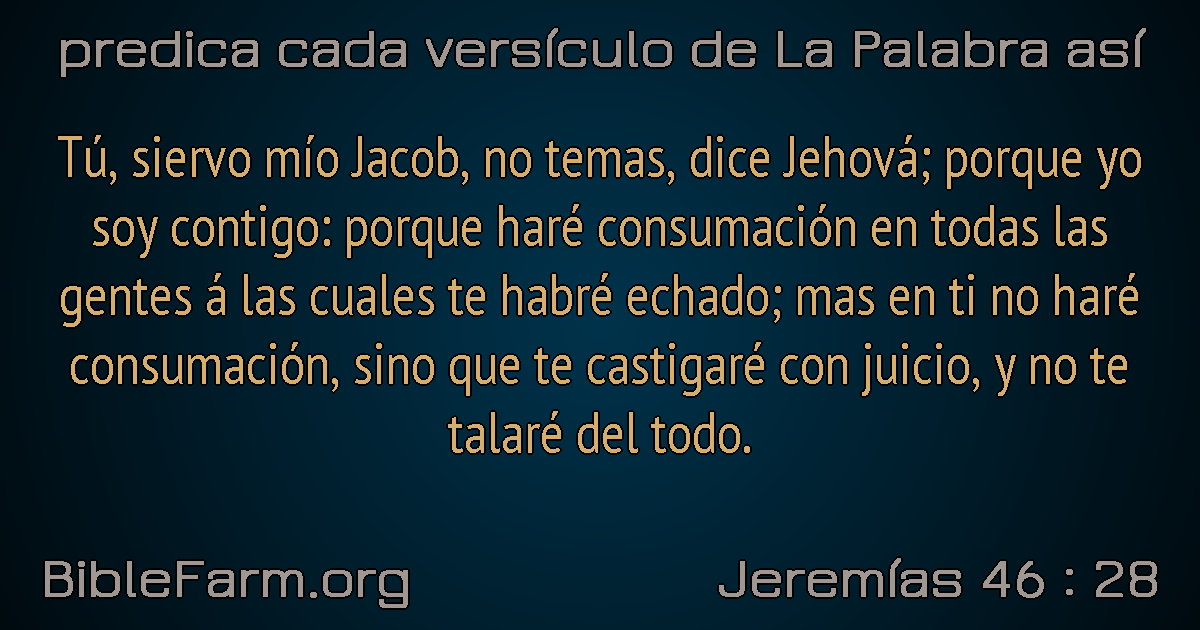 predica cada versículo de La Palabra así
Tú, siervo mío Jacob, no temas, dice Jehová; porque yo
soy contigo: porque haré consumación en todas las
gentes á las cuales te habré echado; mas en ti no haré
consumación, sino que te castigaré con juicio, y no te
talaré del todo.
BibleFarm.org
Jeremías 46 : 28